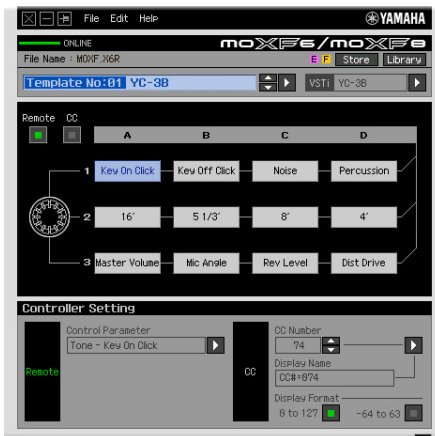 File Edit Help YAMAHA
ONLINE MOXF6/MOXF8
File Name : MOXF.X6R E F Store Library
Template No:01 YC-3B VSTi YC-3B
Remote CC
A B C D
1 Key On Click Key Off Click Noise Percussion
2 16' 5 1/3' 8' 4'
3 Master Volume Mic Angle Rev Level Dist Drive
Controller Setting
Control Parameter CC Number
Tone - Key On Click 74
Remote CC Display Name
CC#=074
Display Format
0 to 127 -64 to 63